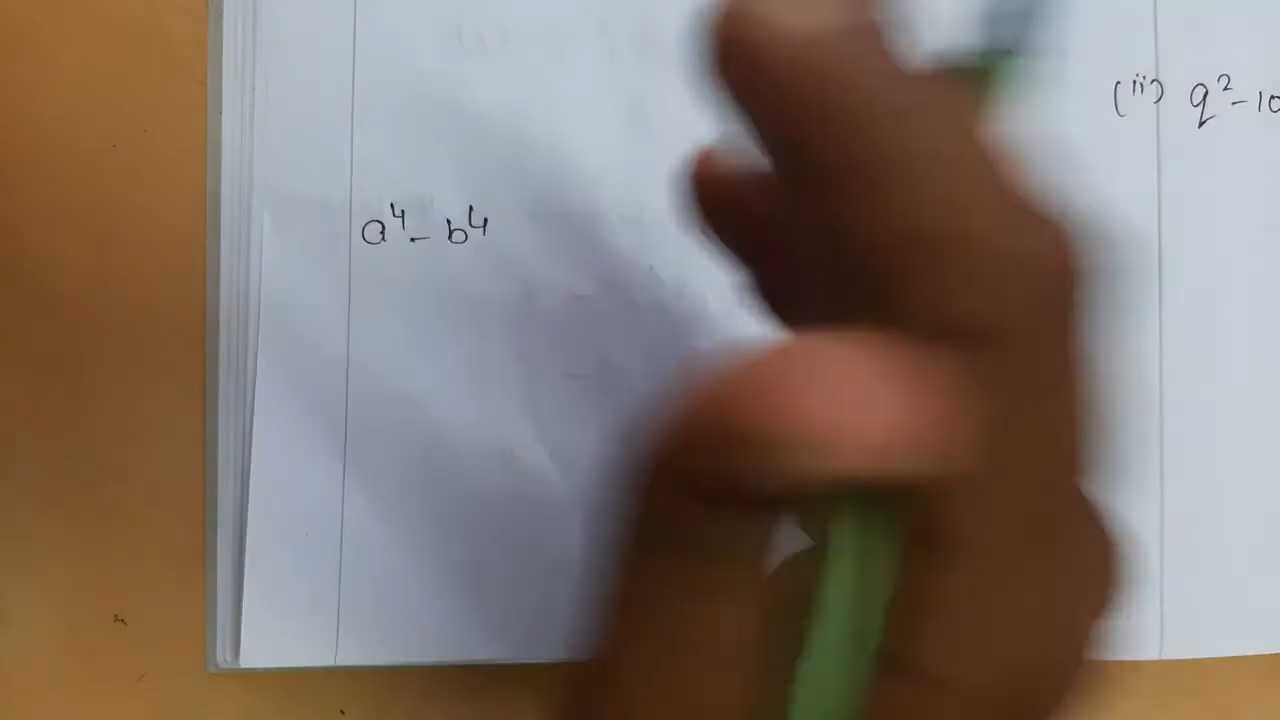 (ii) q²-10
a⁴- b⁴